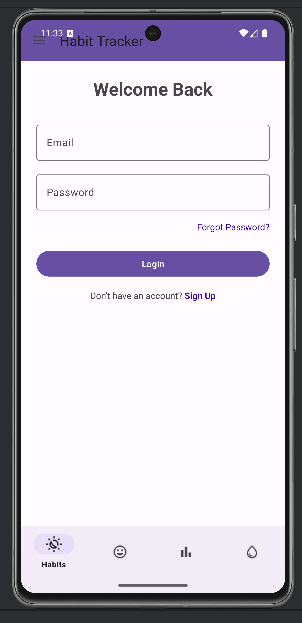 11:33
Habit Tracker
Welcome Back
Email
Password
Forgot Password?
Login
Don't have an account? Sign Up
Habits